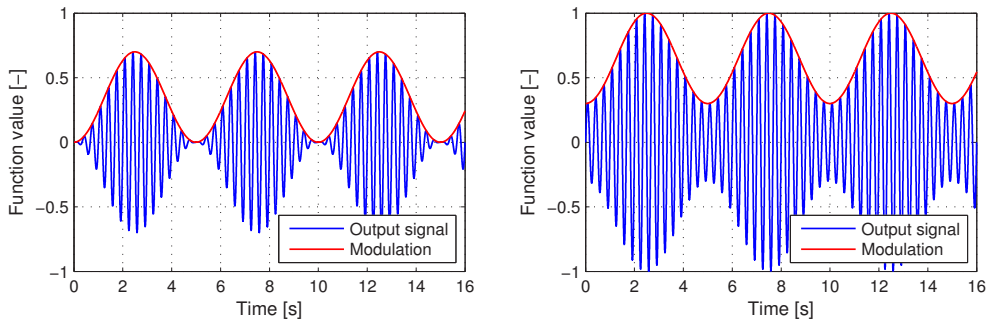 Function value [-]
1
0.5
0
−0.5
−1
0 2 4 6 8 10 12 14 16
Time [s]
Output signal
Modulation
Function value [-]
1
0.5
0
−0.5
−1
0 2 4 6 8 10 12 14 16
Time [s]
Output signal
Modulation